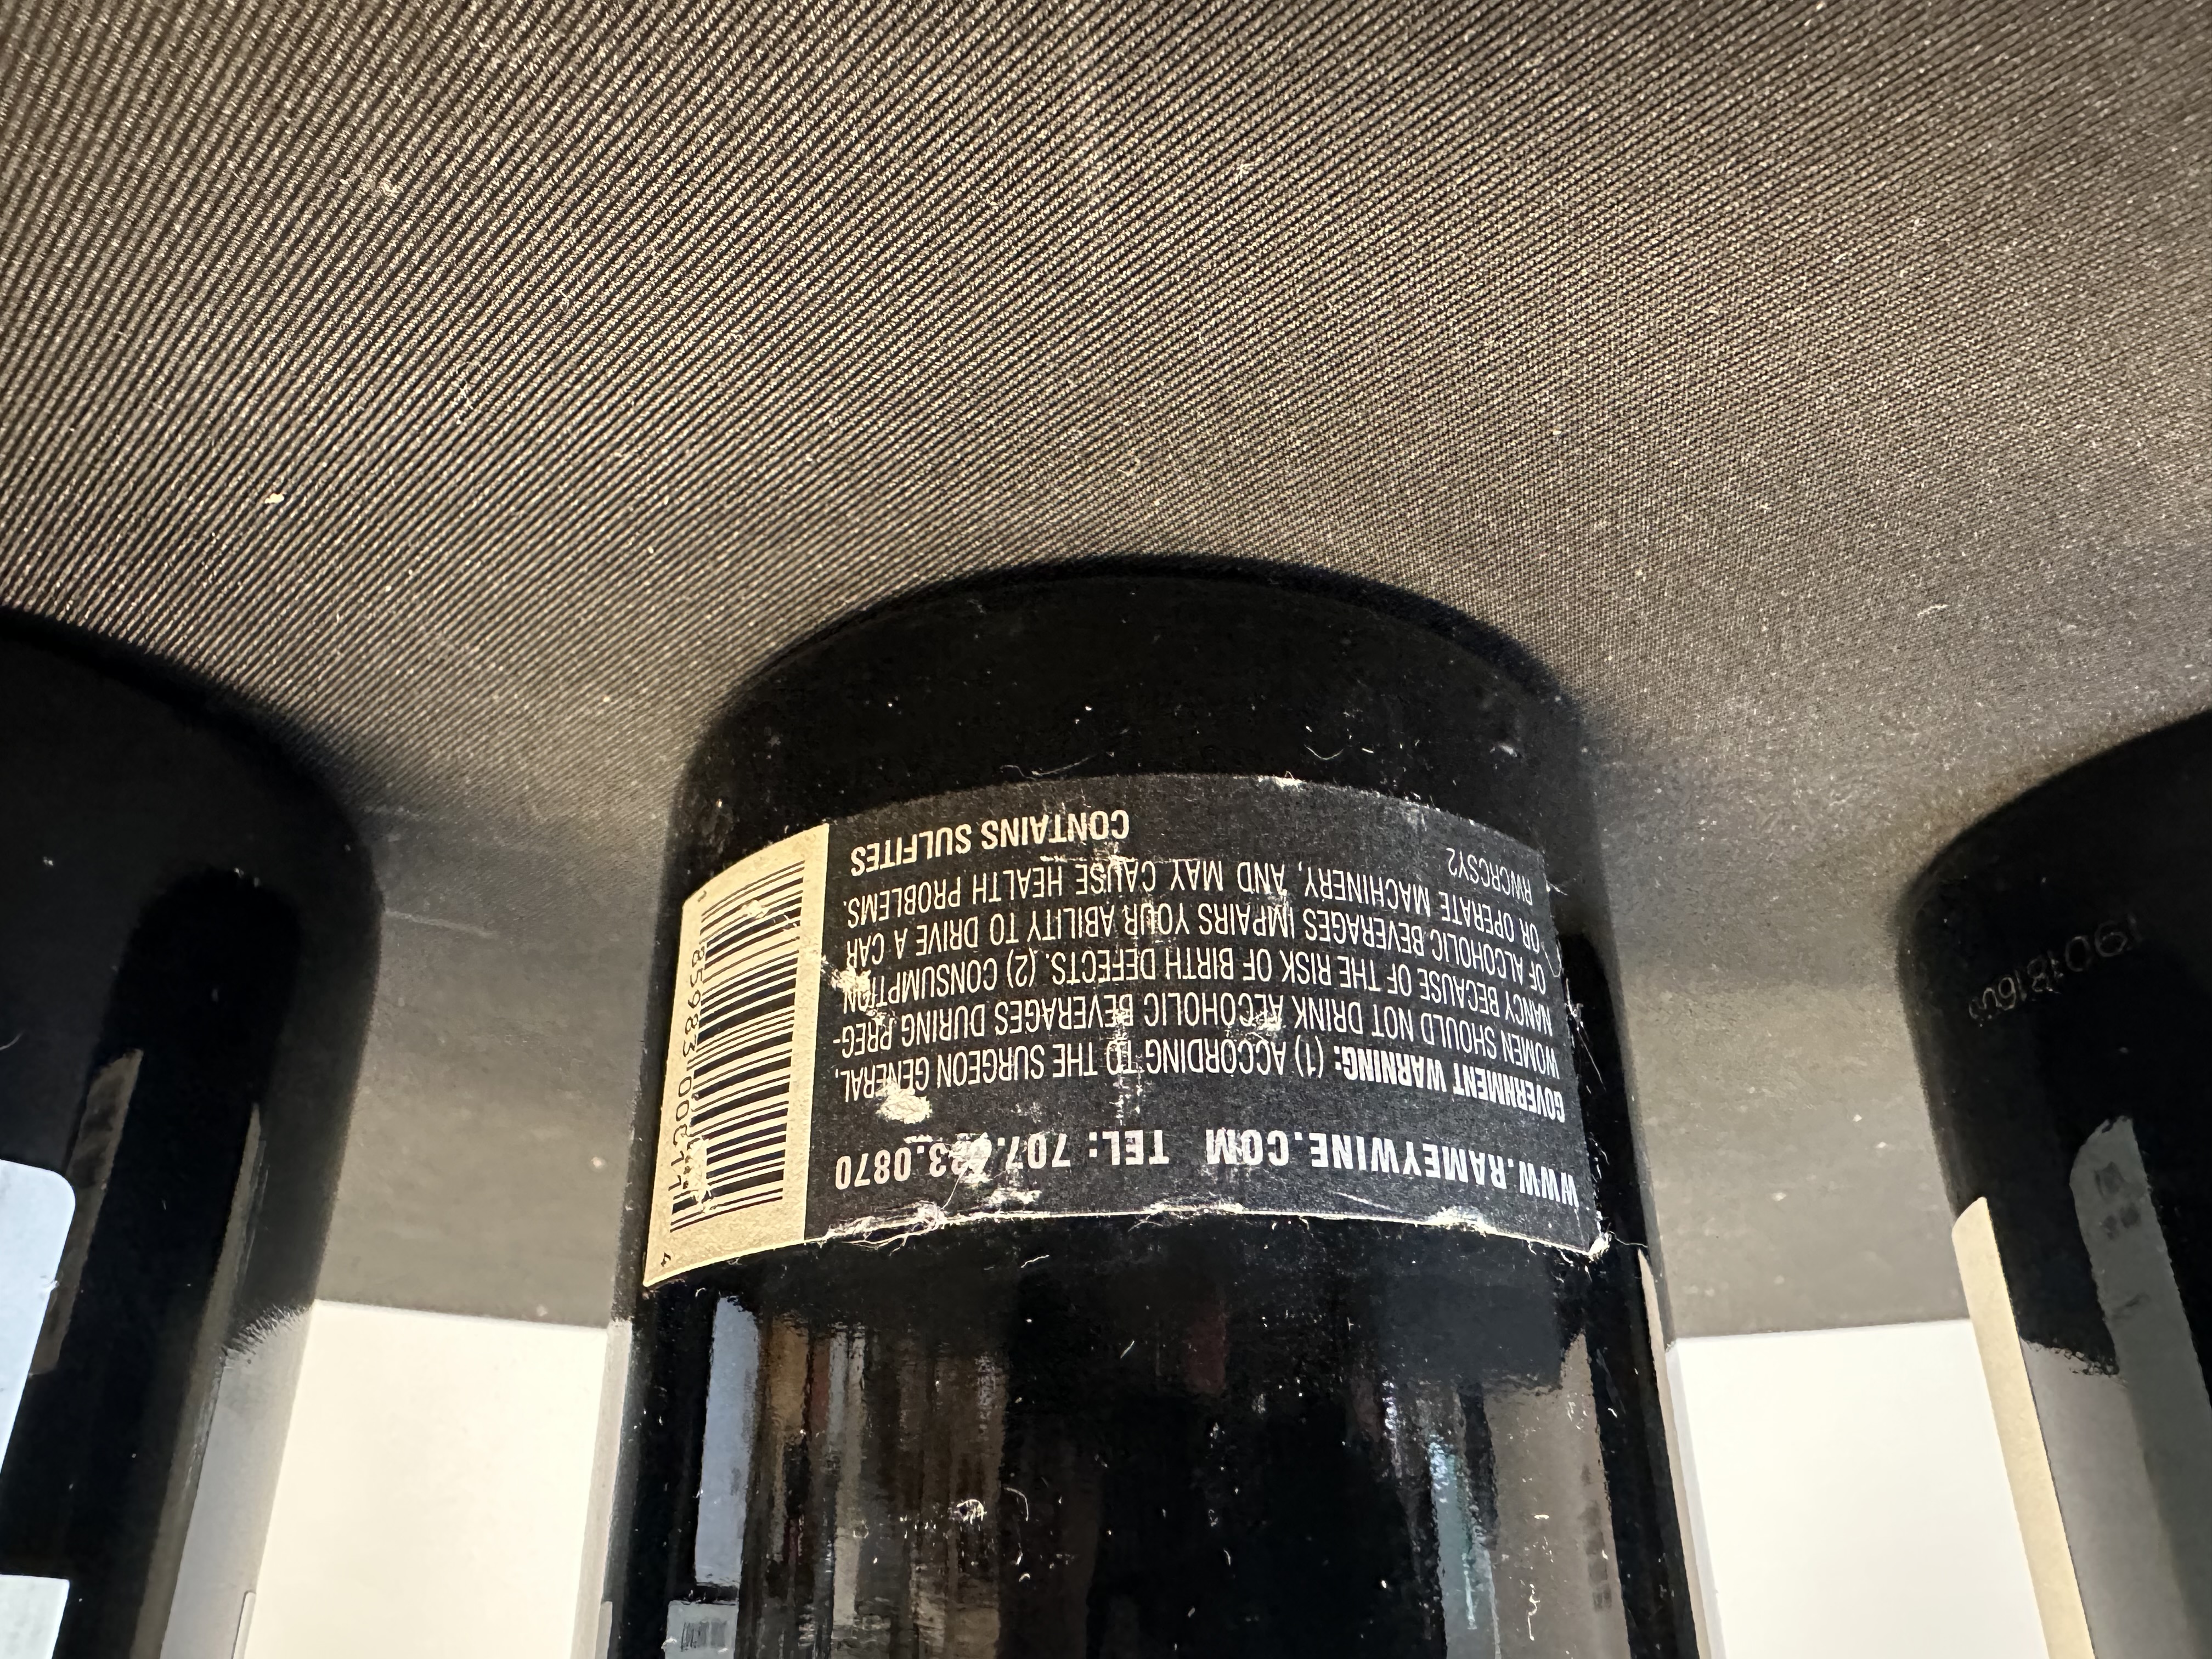 WWW.RAMEYWINE.COM TEL: 707. 3.0870
GOVERNMENT WARNING: (1) ACCORDING TO THE SURGEON GENERAL,
WOMEN SHOULD NOT DRINK ALCOHOLIC BEVERAGES DURING PREG-
NANCY BECAUSE OF THE RISK OF BIRTH DEFECTS. (2) CONSUMPTION
OF ALCOHOLIC BEVERAGES IMPAIRS YOUR ABILITY TO DRIVE A CAR
OR OPERATE MACHINERY, AND MAY CAUSE HEALTH PROBLEMS.
RWCRCSY2
CONTAINS SULFITES